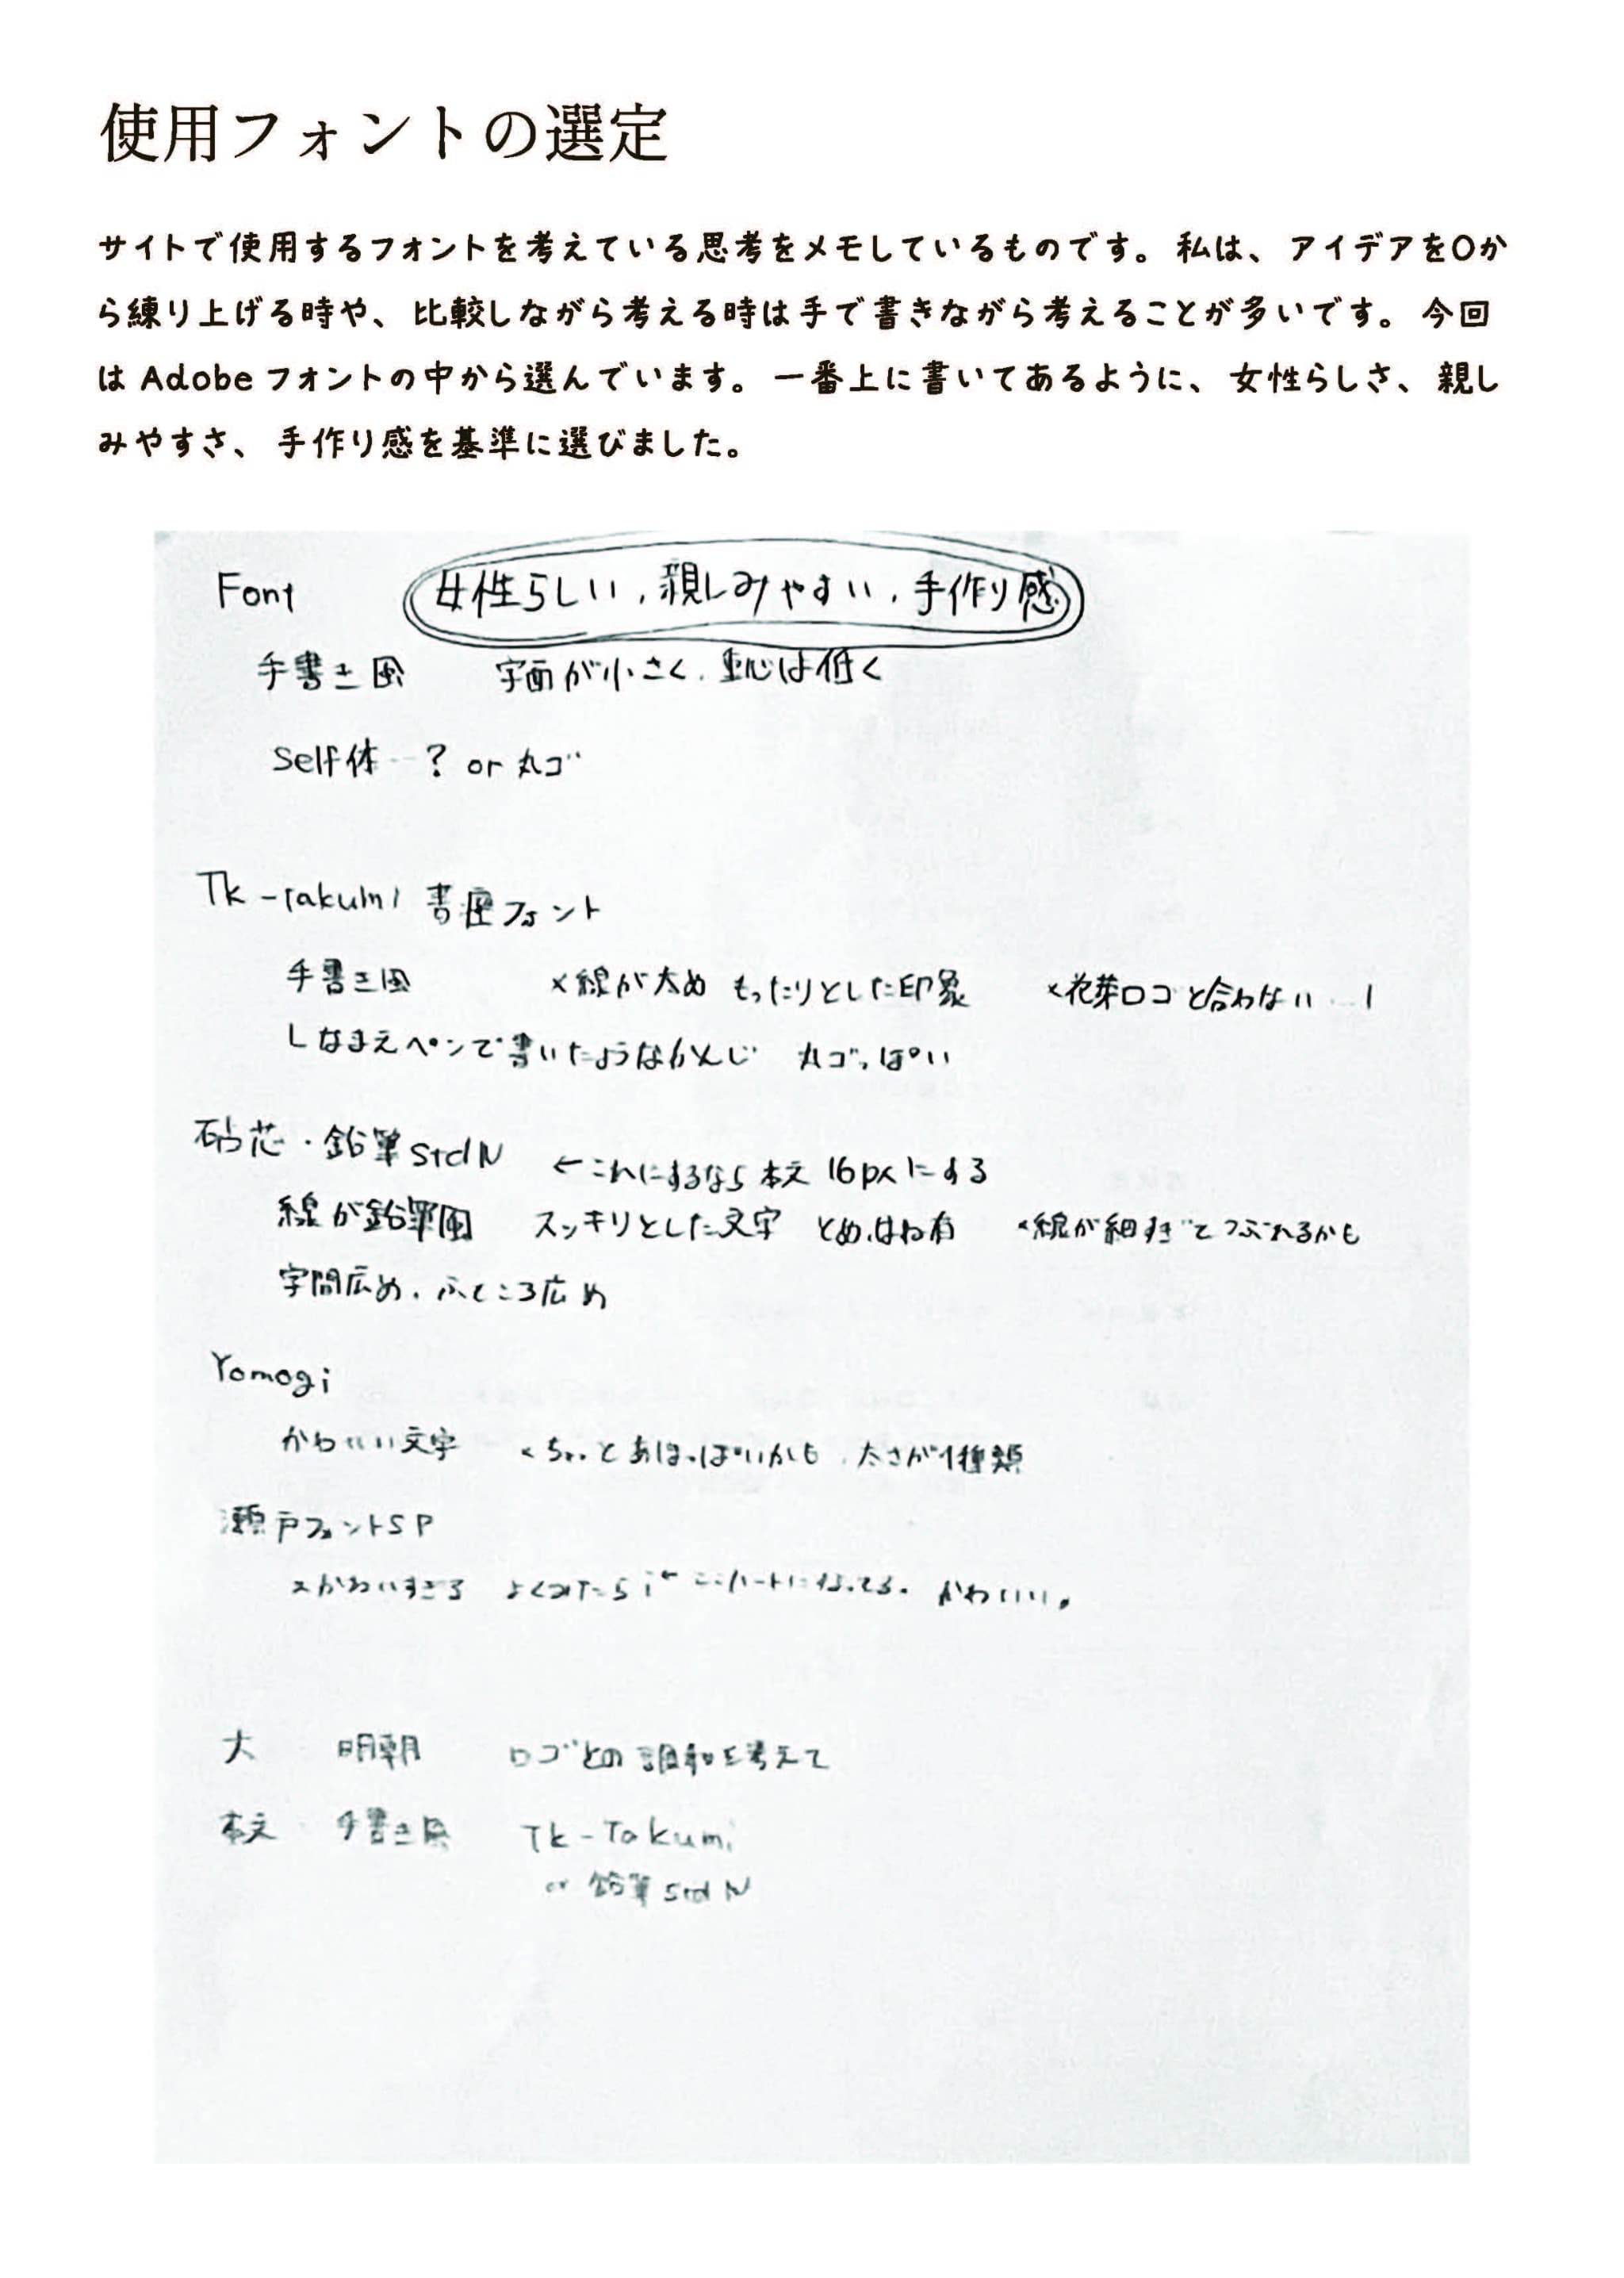 使用フォントの選定
サイトで使用するフォントを考えている思考をメモしているものです。私は、アイデアを0か
ら練り上げる時や、比較しながら考える時は手で書きながら考えることが多いです。今回
は Adobe フォントの中から選んでいます。一番上に書いてあるように、女性らしさ、親し
みやすさ、手作り感を基準に選びました。
Font 女性らしい,親しみやすい,手作り感
手書き風 字面が小さく,重心は低く
Self体…? or 丸ゴ
Tk-takumi 書痙フォント
手書き風 ×線が太め もったりとした印象 ×花芽ロゴと合わない…!
└なまえペンで書いたようなかんじ 丸ゴっぽい
砧芯・鉛筆StdN ←これにするなら本文16pxにする
線が鉛筆風 スッキリとした文字 とめ,はね有 ×線が細すぎてつぶれるかも
字間広め,ふところ広め
Yomogi
かわいい文字 ×ちょっとあほっぽいかも,太さが1種類
瀬戸フォントSP
×かわいすぎる よくみたら i← ここハートになってる。かわいい。
大 明朝 ロゴとの調和を考えて
本文 手書き風 Tk-Takumi
or 鉛筆StdN